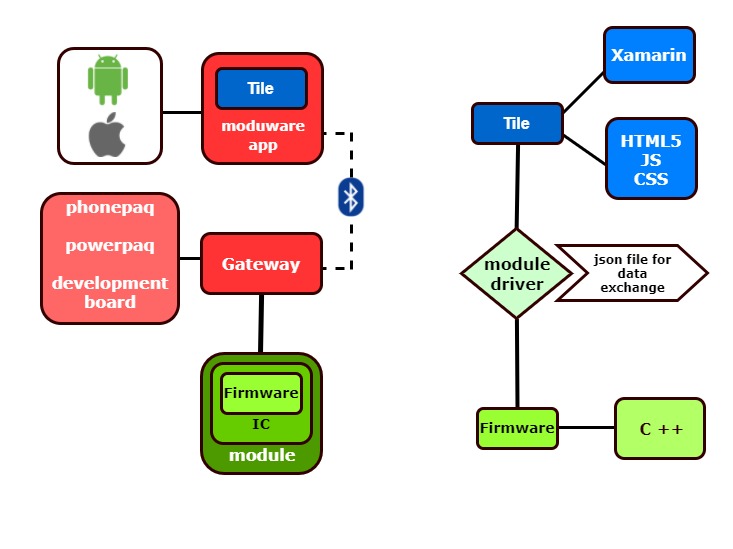 Tile
moduware
app
phonepaq
powerpaq
development
board
Gateway
Firmware
IC
module
Xamarin
Tile
HTML5
JS
CSS
module
driver
json file for
data
exchange
Firmware
C ++